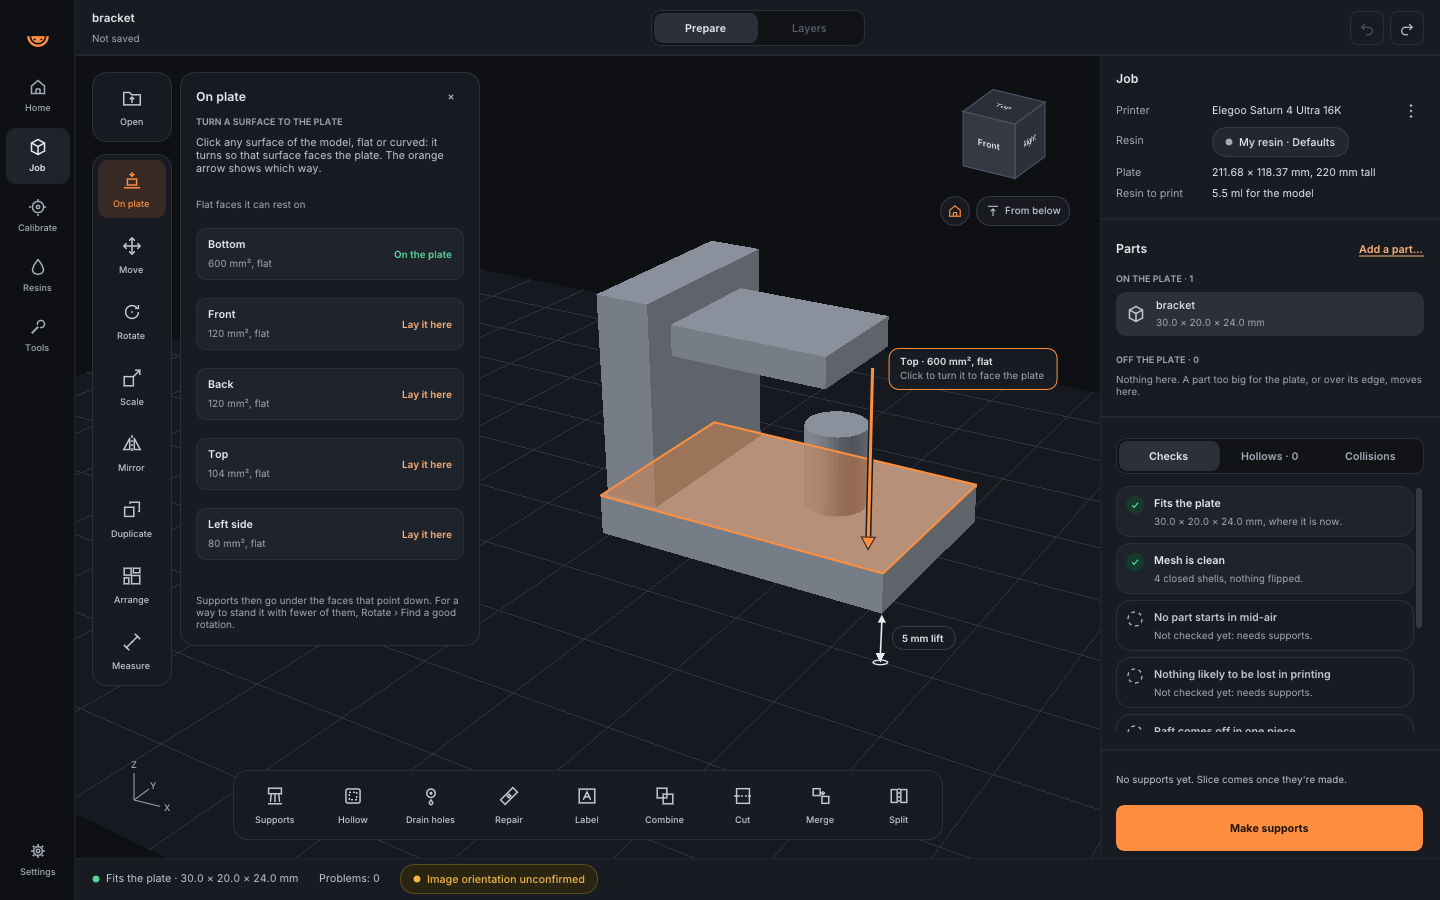 bracket
Not saved
Prepare
Layers
Home
Job
Calibrate
Resins
Tools
Settings
Open
On plate
Move
Rotate
Scale
Mirror
Duplicate
Arrange
Measure
On plate
×
TURN A SURFACE TO THE PLATE
Click any surface of the model, flat or curved: it
turns so that surface faces the plate. The orange
arrow shows which way.
Flat faces it can rest on
Bottom
600 mm², flat
On the plate
Front
120 mm², flat
Lay it here
Back
120 mm², flat
Lay it here
Top
104 mm², flat
Lay it here
Left side
80 mm², flat
Lay it here
Supports then go under the faces that point down. For a
way to stand it with fewer of them, Rotate › Find a good
rotation.
Top
Front
Right
From below
Top · 600 mm², flat
Click to turn it to face the plate
5 mm lift
Z
Y
X
Supports
Hollow
Drain holes
Repair
Label
Combine
Cut
Merge
Split
Job
Printer
Elegoo Saturn 4 Ultra 16K
Resin
My resin · Defaults
Plate
211.68 × 118.37 mm, 220 mm tall
Resin to print
5.5 ml for the model
Parts
Add a part...
ON THE PLATE · 1
bracket
30.0 × 20.0 × 24.0 mm
OFF THE PLATE · 0
Nothing here. A part too big for the plate, or over its edge, moves
here.
Checks
Hollows · 0
Collisions
Fits the plate
30.0 × 20.0 × 24.0 mm, where it is now.
Mesh is clean
4 closed shells, nothing flipped.
No part starts in mid-air
Not checked yet: needs supports.
Nothing likely to be lost in printing
Not checked yet: needs supports.
Raft comes off in one piece
No supports yet. Slice comes once they're made.
Make supports
Fits the plate · 30.0 × 20.0 × 24.0 mm
Problems: 0
Image orientation unconfirmed